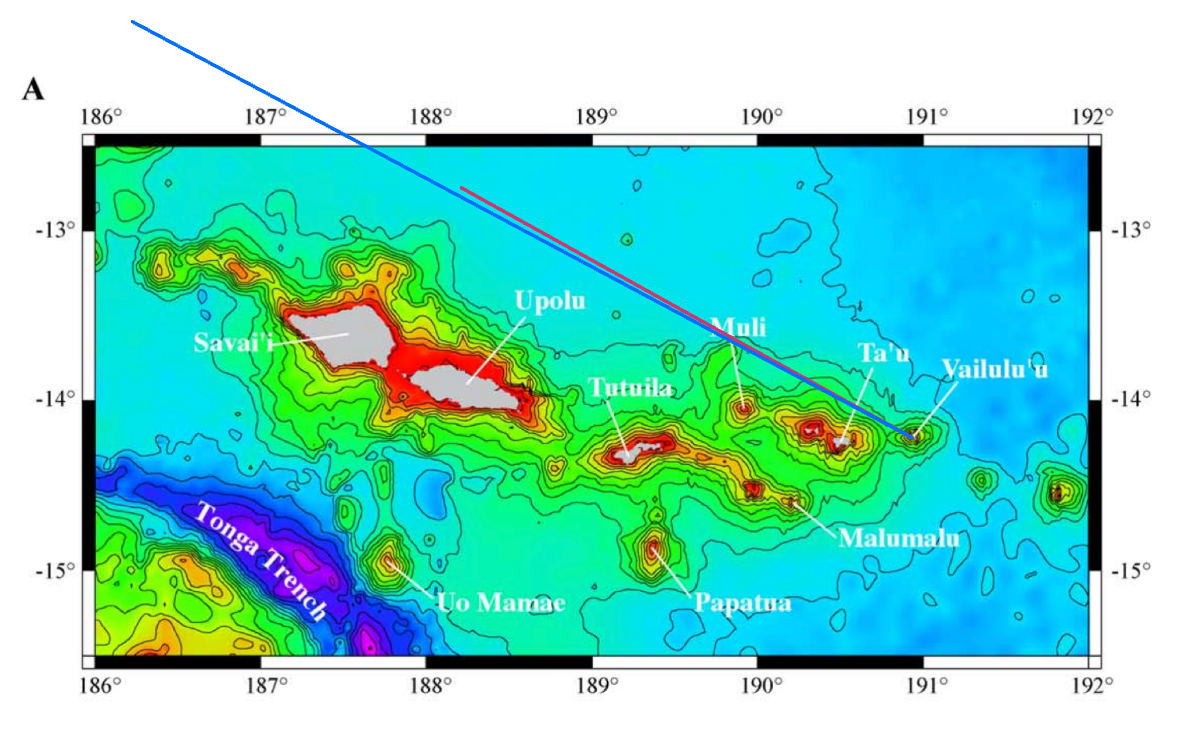 A
186° 187° 188° 189° 190° 191° 192°
-13° -13°
Upolu
Savai'i
Muli
Ta'u
Vailulu'u
Tutuila
-14° -14°
Tonga Trench
Malumalu
-15° -15°
Uo Mamae
Papatua
186° 187° 188° 189° 190° 191° 192°